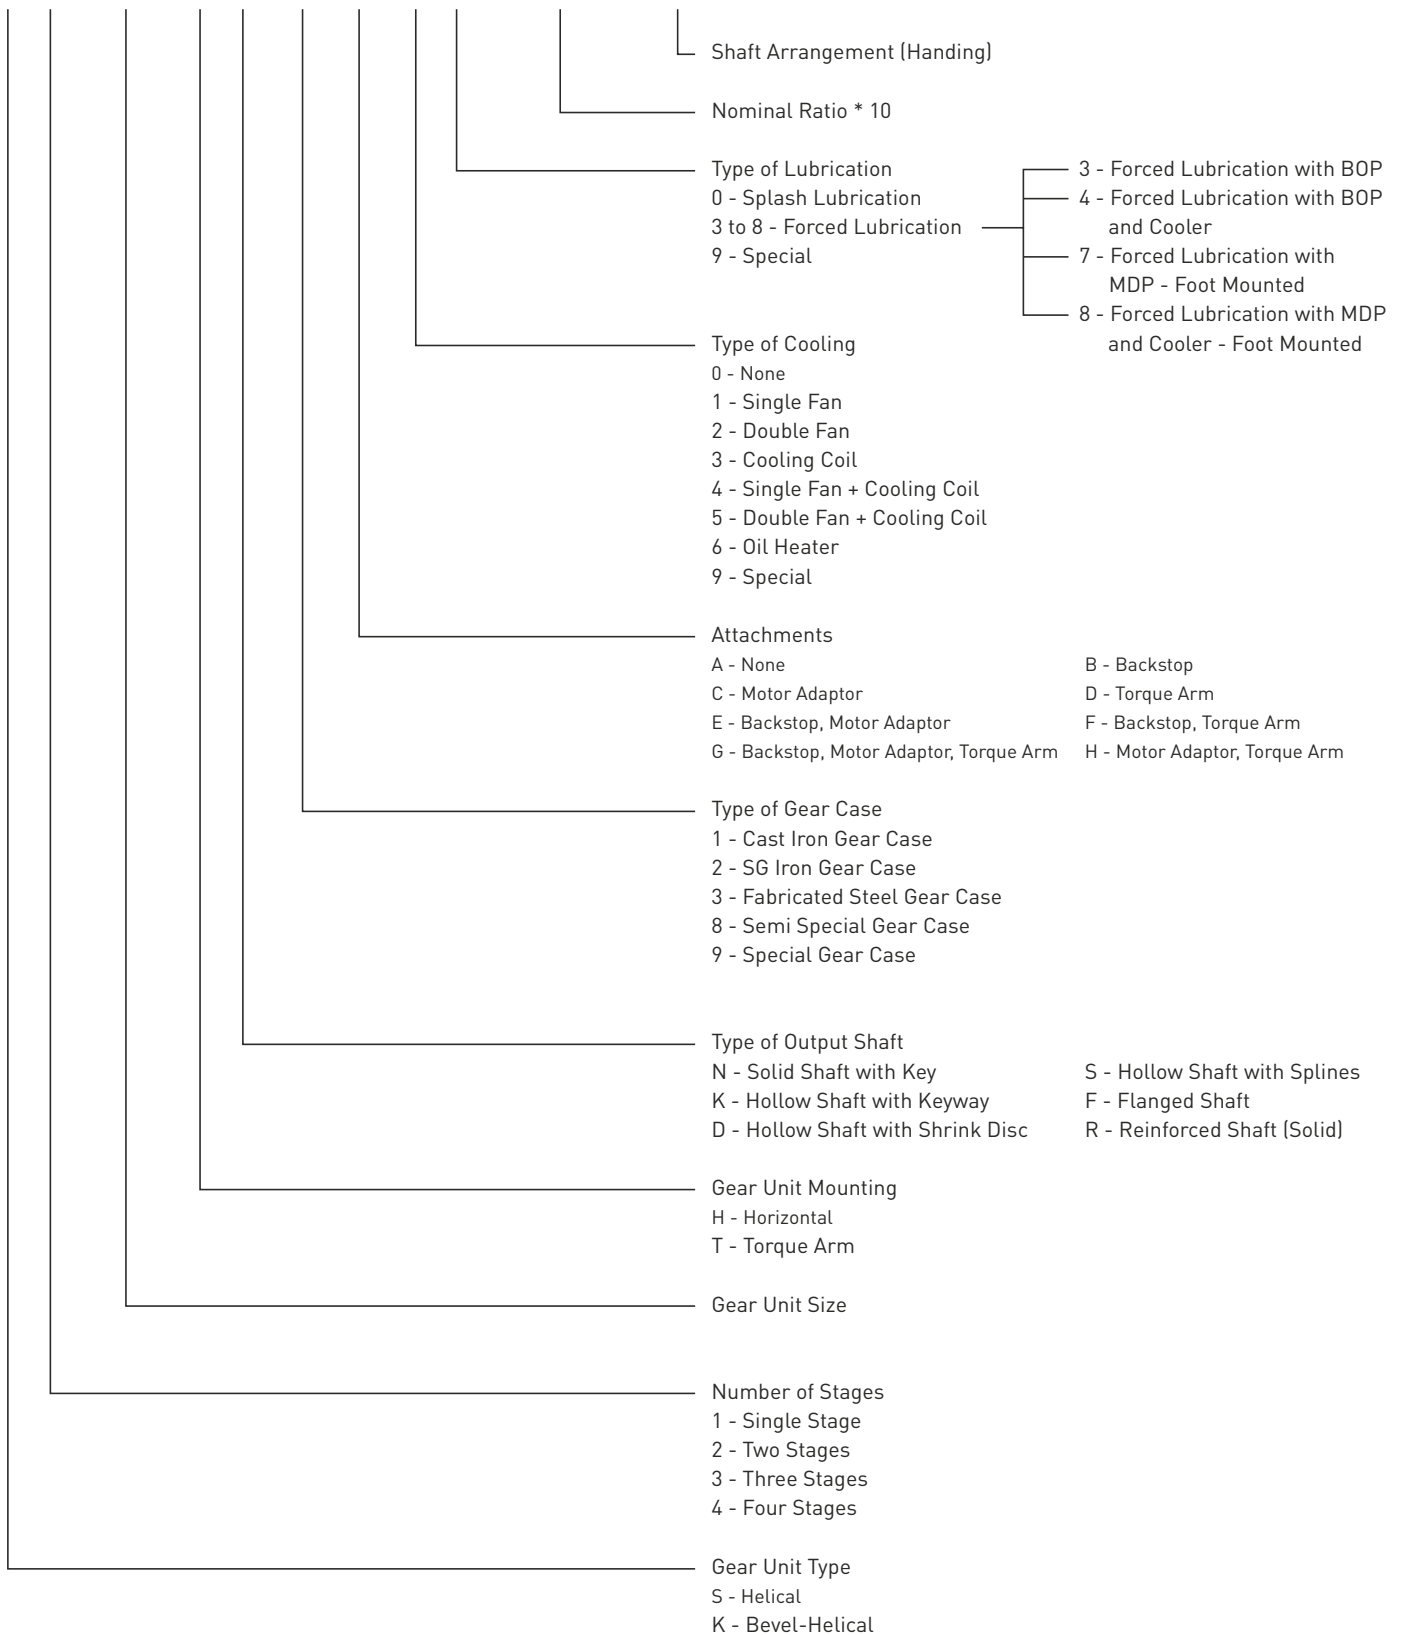 Shaft Arrangement (Handing)
Nominal Ratio * 10
Type of Lubrication
0 - Splash Lubrication
3 to 8 - Forced Lubrication
9 - Special
3 - Forced Lubrication with BOP
4 - Forced Lubrication with BOP
and Cooler
7 - Forced Lubrication with
MDP - Foot Mounted
8 - Forced Lubrication with MDP
and Cooler - Foot Mounted
Type of Cooling
0 - None
1 - Single Fan
2 - Double Fan
3 - Cooling Coil
4 - Single Fan + Cooling Coil
5 - Double Fan + Cooling Coil
6 - Oil Heater
9 - Special
Attachments
A - None
B - Backstop
C - Motor Adaptor
D - Torque Arm
E - Backstop, Motor Adaptor
F - Backstop, Torque Arm
G - Backstop, Motor Adaptor, Torque Arm
H - Motor Adaptor, Torque Arm
Type of Gear Case
1 - Cast Iron Gear Case
2 - SG Iron Gear Case
3 - Fabricated Steel Gear Case
8 - Semi Special Gear Case
9 - Special Gear Case
Type of Output Shaft
N - Solid Shaft with Key
S - Hollow Shaft with Splines
K - Hollow Shaft with Keyway
F - Flanged Shaft
D - Hollow Shaft with Shrink Disc
R - Reinforced Shaft (Solid)
Gear Unit Mounting
H - Horizontal
T - Torque Arm
Gear Unit Size
Number of Stages
1 - Single Stage
2 - Two Stages
3 - Three Stages
4 - Four Stages
Gear Unit Type
S - Helical
K - Bevel-Helical